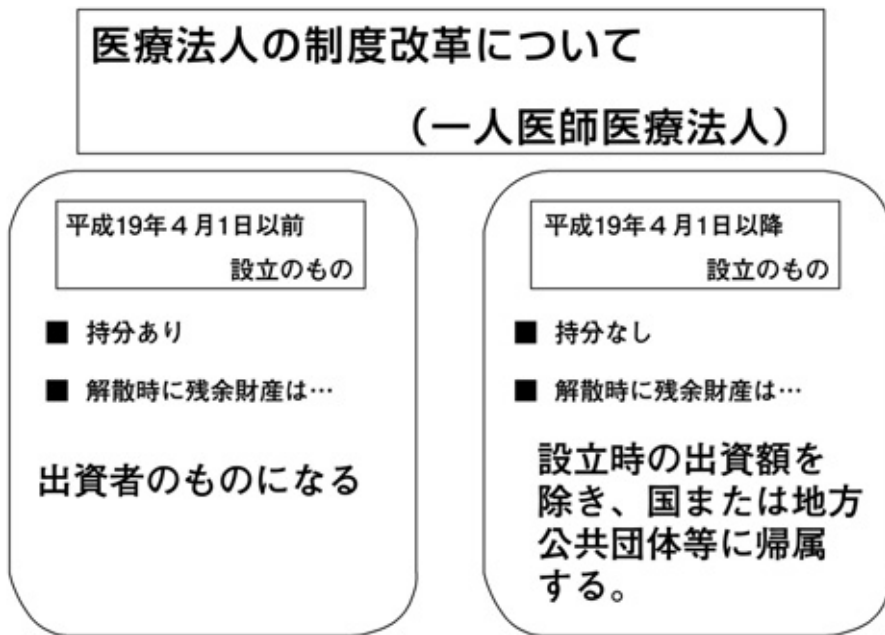 医療法人の制度改革について
（一人医師医療法人）
平成19年４月1日以前
設立のもの
■ 持分あり
■ 解散時に残余財産は…
出資者のものになる
平成19年４月1日以降
設立のもの
■ 持分なし
■ 解散時に残余財産は…
設立時の出資額を
除き、国または地方
公共団体等に帰属
する。